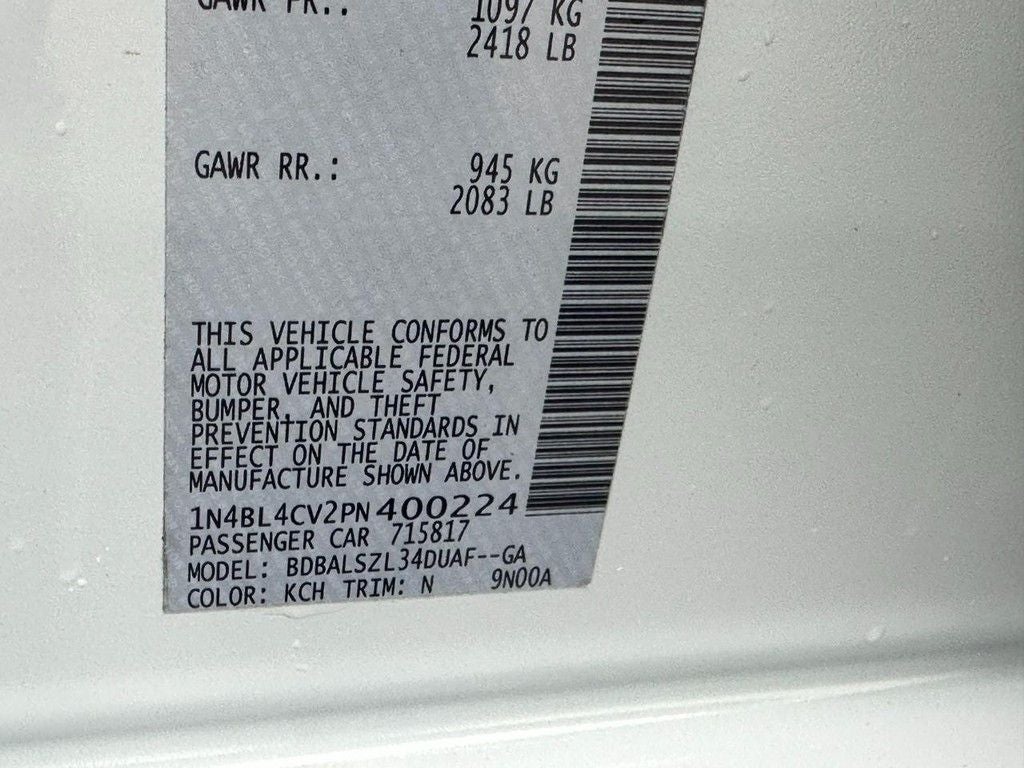 GAWR FR.: 1097 KG
2418 LB
GAWR RR.: 945 KG
2083 LB
THIS VEHICLE CONFORMS TO
ALL APPLICABLE FEDERAL
MOTOR VEHICLE SAFETY,
BUMPER, AND THEFT
PREVENTION STANDARDS IN
EFFECT ON THE DATE OF
MANUFACTURE SHOWN ABOVE.
1N4BL4CV2PN400224
PASSENGER CAR 715817
MODEL: BDBALSZL34DUAF--GA
COLOR: KCH TRIM: N 9N00A